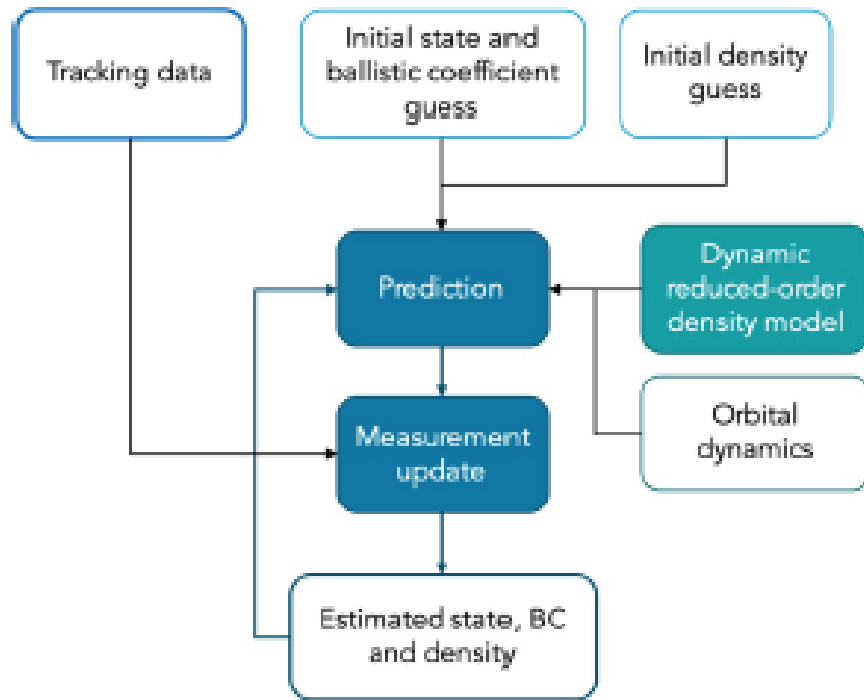 Tracking data
Initial state and
ballistic coefficient
guess
Initial density
guess
Prediction
Dynamic
reduced-order
density model
Measurement
update
Orbital
dynamics
Estimated state, BC
and density